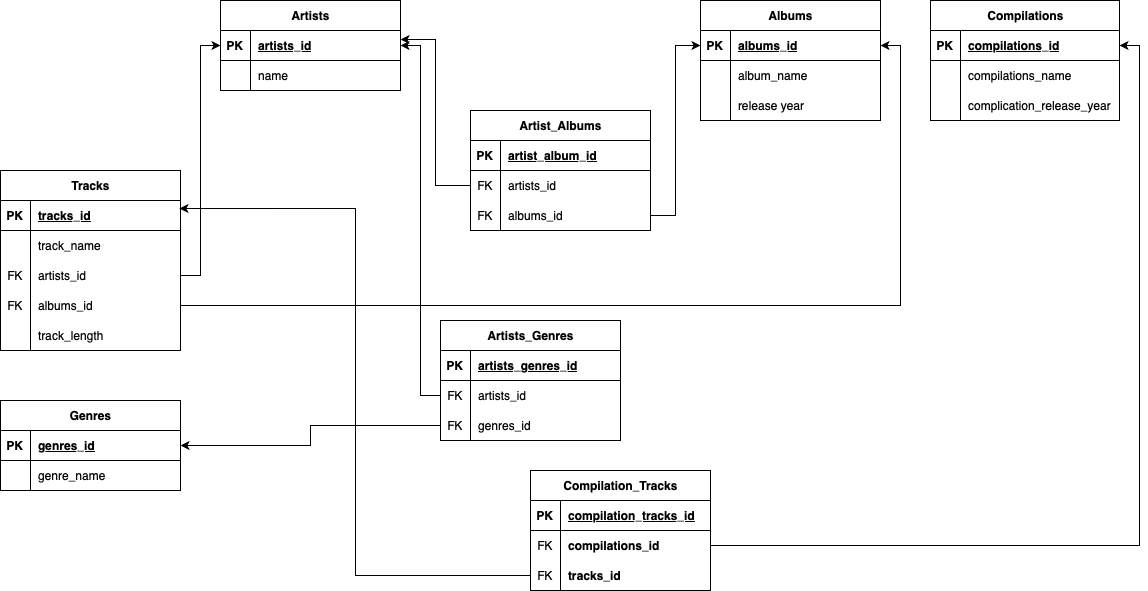 Artists
PK artists_id
name
Albums
PK albums_id
album_name
release year
Compilations
PK compilations_id
compilations_name
complication_release_year
Artist_Albums
PK artist_album_id
FK artists_id
FK albums_id
Tracks
PK tracks_id
track_name
FK artists_id
FK albums_id
track_length
Artists_Genres
PK artists_genres_id
FK artists_id
FK genres_id
Genres
PK genres_id
genre_name
Compilation_Tracks
PK compilation_tracks_id
FK compilations_id
FK tracks_id